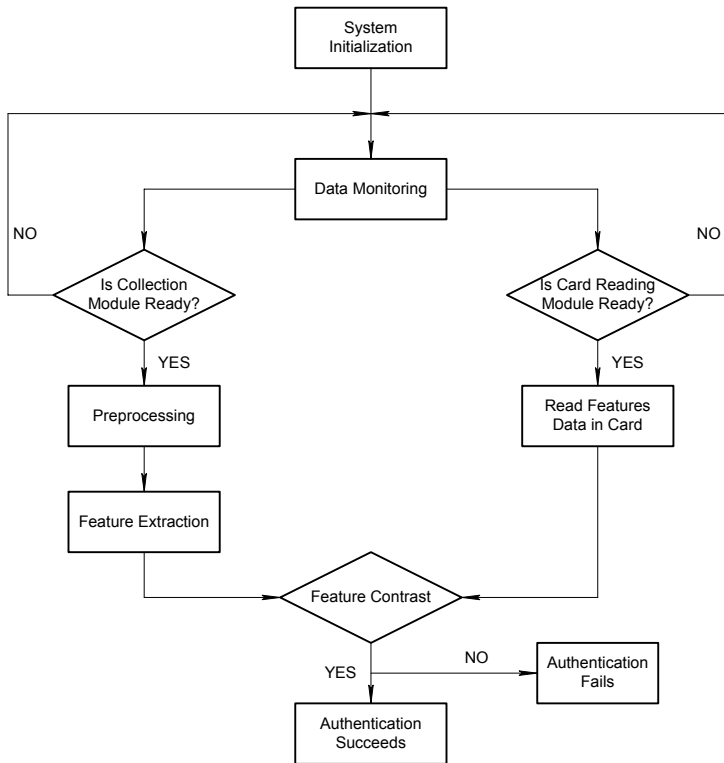 System
Initialization
Data Monitoring
NO
NO
Is Collection
Module Ready?
Is Card Reading
Module Ready?
YES
YES
Preprocessing
Read Features
Data in Card
Feature Extraction
Feature Contrast
NO
YES
Authentication
Fails
Authentication
Succeeds